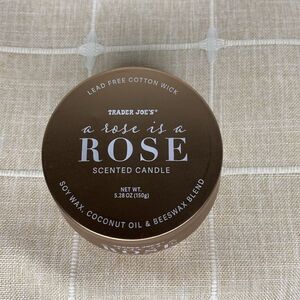 LEAD FREE COTTON WICK
TRADER JOE'S®
a rose is a
ROSE
SCENTED CANDLE
NET WT.
5.28 OZ (150g)
SOY WAX, COCONUT OIL & BEESWAX BLEND
ROSE